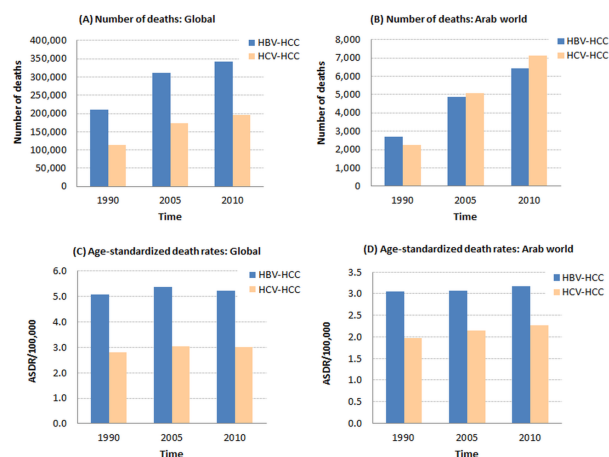 (A) Number of deaths: Global
400,000
350,000
300,000
250,000
200,000
150,000
100,000
50,000
0
Number of deaths
HBV-HCC
HCV-HCC
1990 2005 2010
Time
(B) Number of deaths: Arab world
8,000
7,000
6,000
5,000
4,000
3,000
2,000
1,000
0
Number of deaths
HBV-HCC
HCV-HCC
1990 2005 2010
Time
(C) Age-standardized death rates: Global
6.0
5.0
4.0
3.0
2.0
1.0
0.0
ASDR/100,000
HBV-HCC
HCV-HCC
1990 2005 2010
Time
(D) Age-standardized death rates: Arab world
3.5
3.0
2.5
2.0
1.5
1.0
0.5
0.0
ASDR/100,000
HBV-HCC
HCV-HCC
1990 2005 2010
Time